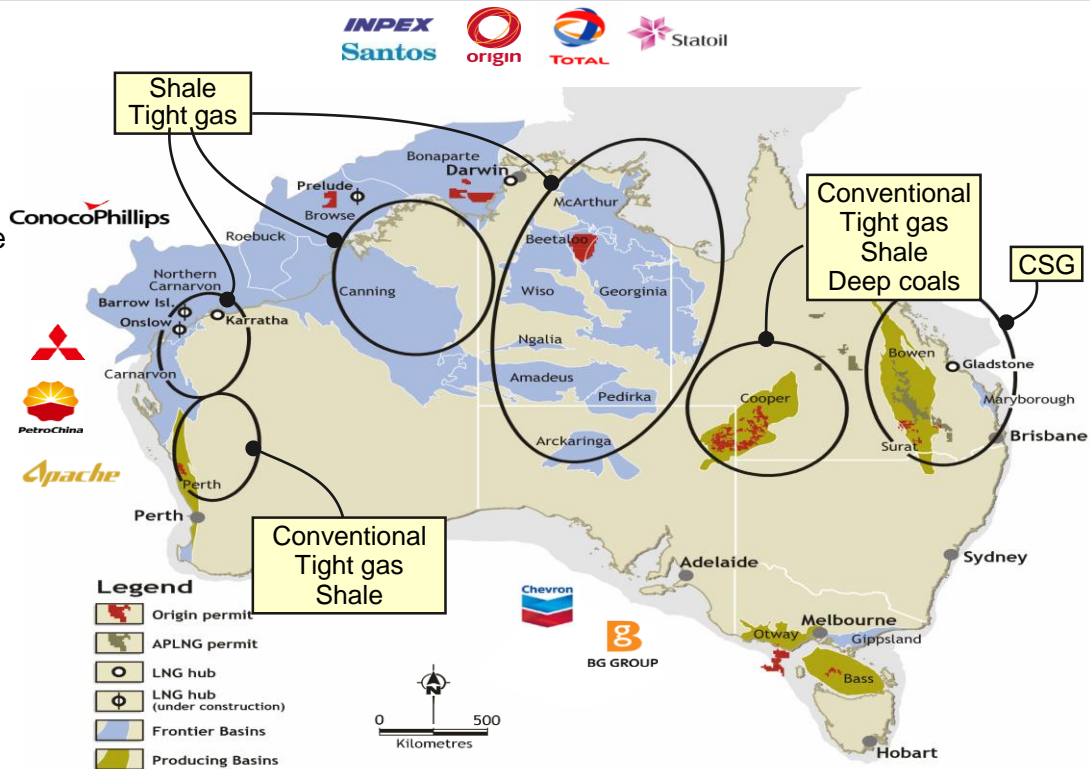 INPEX
Santos
origin
TOTAL
Statoil
Shale
Tight gas
Bonaparte
Darwin
McArthur
Prelude
Browse
ConocoPhillips
e
Roebuck
Beetaloo
Conventional
Tight gas
Shale
Deep coals
CSG
Northern
Carnarvon
Barrow Isl.
Onslow
Karratha
Canning
Wiso
Georginia
Ngalia
Bowen
Gladstone
Carnarvon
Amadeus
Pedirka
Cooper
Maryborough
PetroChina
Arckaringa
Surat
Brisbane
Apache
Perth
Perth
Conventional
Tight gas
Shale
Adelaide
Sydney
Legend
Origin permit
APLNG permit
LNG hub
LNG hub
(under construction)
Frontier Basins
Producing Basins
Chevron
g
BG GROUP
Melbourne
Otway
Gippsland
Bass
N
0 500
Kilometres
Hobart